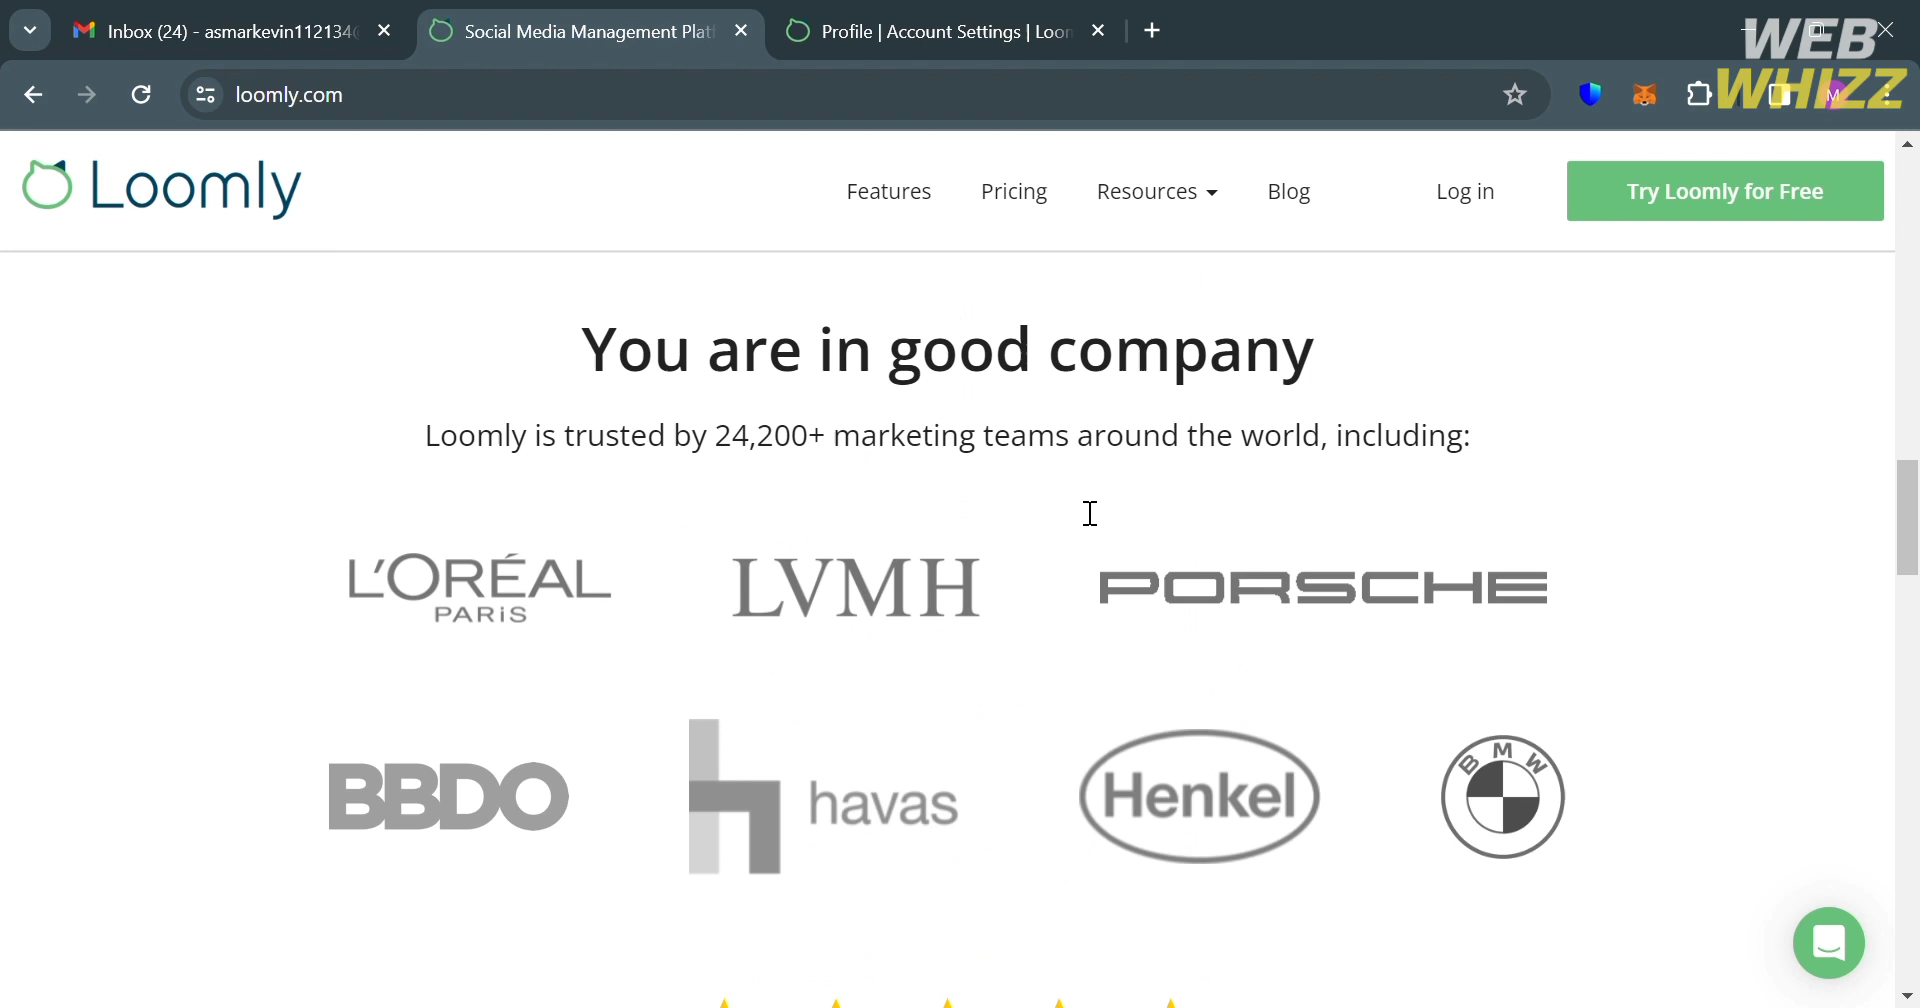 Inbox (24) - asmarkevin112134
Social Media Management Plat
Profile | Account Settings | Loom
WEB
WHIZZ
loomly.com
M
Loomly
Features
Pricing
Resources
Blog
Log in
Try Loomly for Free
You are in good company
Loomly is trusted by 24,200+ marketing teams around the world, including:
L'ORÉAL
PARiS
LVMH
PORSCHE
BBDO
havas
Henkel
BMW